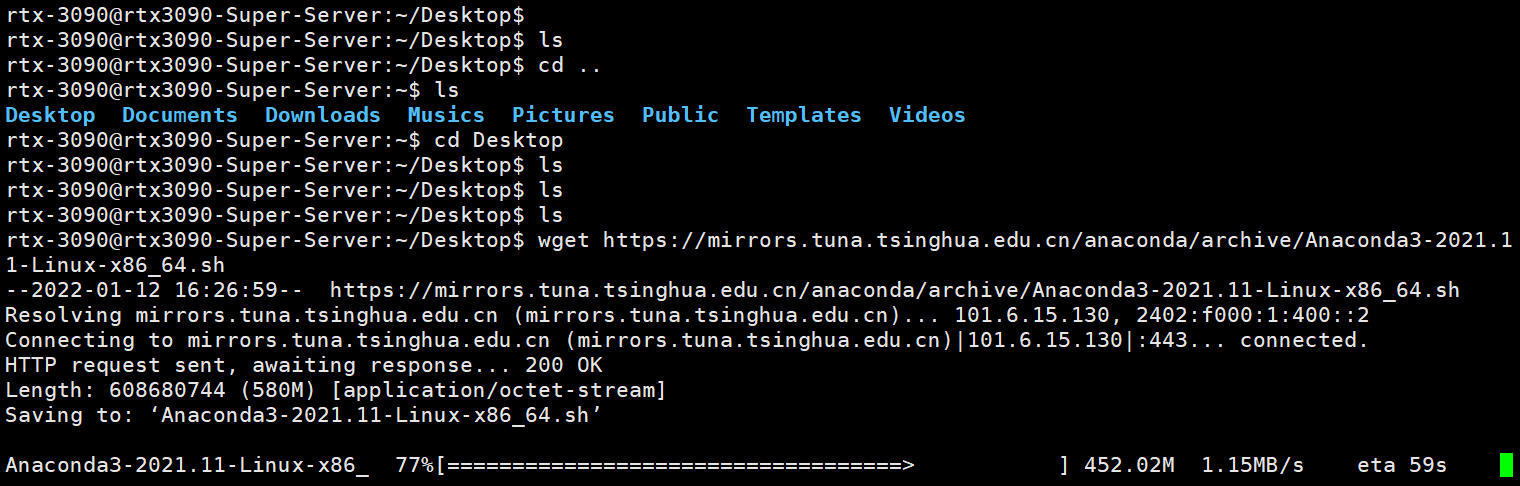 rtx-3090@rtx3090-Super-Server:~/Desktop$
rtx-3090@rtx3090-Super-Server:~/Desktop$ ls
rtx-3090@rtx3090-Super-Server:~/Desktop$ cd ..
rtx-3090@rtx3090-Super-Server:~$ ls
Desktop  Documents  Downloads  Musics  Pictures  Public  Templates  Videos
rtx-3090@rtx3090-Super-Server:~$ cd Desktop
rtx-3090@rtx3090-Super-Server:~/Desktop$ ls
rtx-3090@rtx3090-Super-Server:~/Desktop$ ls
rtx-3090@rtx3090-Super-Server:~/Desktop$ ls
rtx-3090@rtx3090-Super-Server:~/Desktop$ wget https://mirrors.tuna.tsinghua.edu.cn/anaconda/archive/Anaconda3-2021.1
1-Linux-x86_64.sh
--2022-01-12 16:26:59--  https://mirrors.tuna.tsinghua.edu.cn/anaconda/archive/Anaconda3-2021.11-Linux-x86_64.sh
Resolving mirrors.tuna.tsinghua.edu.cn (mirrors.tuna.tsinghua.edu.cn)... 101.6.15.130, 2402:f000:1:400::2
Connecting to mirrors.tuna.tsinghua.edu.cn (mirrors.tuna.tsinghua.edu.cn)|101.6.15.130|:443... connected.
HTTP request sent, awaiting response... 200 OK
Length: 608680744 (580M) [application/octet-stream]
Saving to: ‘Anaconda3-2021.11-Linux-x86_64.sh’
Anaconda3-2021.11-Linux-x86_  77%[===================================>           ] 452.02M  1.15MB/s    eta 59s